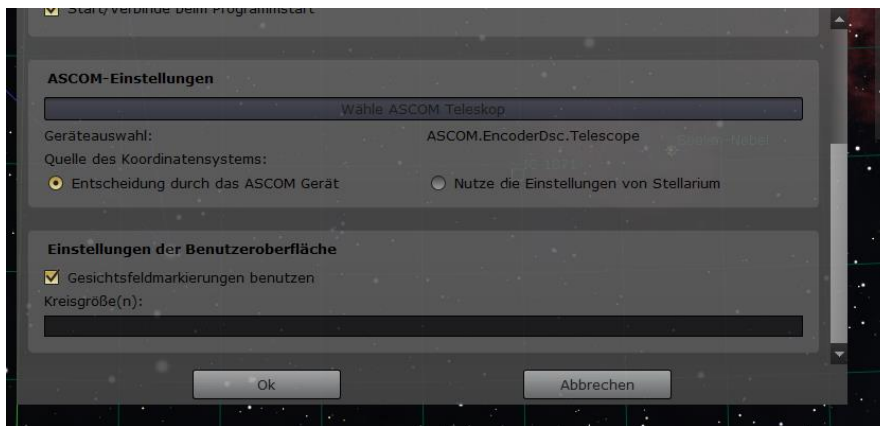 Start/Verbinde beim Programmstart
ASCOM-Einstellungen
Wähle ASCOM Teleskop
Geräteauswahl: ASCOM.EncoderDsc.Telescope
Quelle des Koordinatensystems:
Entscheidung durch das ASCOM Gerät Nutze die Einstellungen von Stellarium
Einstellungen der Benutzeroberfläche
Gesichtsfeldmarkierungen benutzen
Kreisgröße(n):
Ok Abbrechen